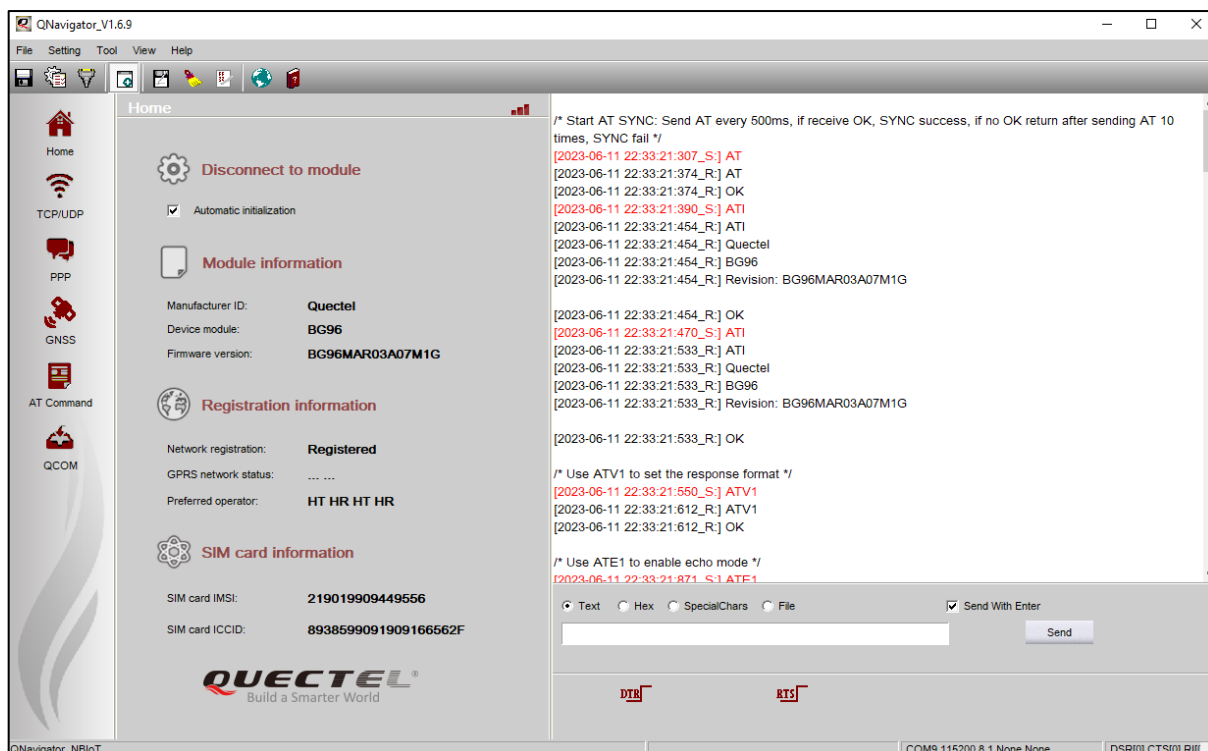 QNavigator_V1.6.9
File Setting Tool View Help
Home
TCP/UDP
PPP
GNSS
AT Command
QCOM
Home
Disconnect to module
Automatic initialization
Module information
Manufacturer ID: Quectel
Device module: BG96
Firmware version: BG96MAR03A07M1G
Registration information
Network registration: Registered
GPRS network status: ... ...
Preferred operator: HT HR HT HR
SIM card information
SIM card IMSI: 219019909449556
SIM card ICCID: 8938599091909166562F
QUECTEL®
Build a Smarter World
/* Start AT SYNC: Send AT every 500ms, if receive OK, SYNC success, if no OK return after sending AT 10
times, SYNC fail */
[2023-06-11 22:33:21:307_S:] AT
[2023-06-11 22:33:21:374_R:] AT
[2023-06-11 22:33:21:374_R:] OK
[2023-06-11 22:33:21:390_S:] ATI
[2023-06-11 22:33:21:454_R:] ATI
[2023-06-11 22:33:21:454_R:] Quectel
[2023-06-11 22:33:21:454_R:] BG96
[2023-06-11 22:33:21:454_R:] Revision: BG96MAR03A07M1G
[2023-06-11 22:33:21:454_R:] OK
[2023-06-11 22:33:21:470_S:] ATI
[2023-06-11 22:33:21:533_R:] ATI
[2023-06-11 22:33:21:533_R:] Quectel
[2023-06-11 22:33:21:533_R:] BG96
[2023-06-11 22:33:21:533_R:] Revision: BG96MAR03A07M1G
[2023-06-11 22:33:21:533_R:] OK
/* Use ATV1 to set the response format */
[2023-06-11 22:33:21:550_S:] ATV1
[2023-06-11 22:33:21:612_R:] ATV1
[2023-06-11 22:33:21:612_R:] OK
/* Use ATE1 to enable echo mode */
[2023-06-11 22:33:21:871_S:] ATE1
Text Hex SpecialChars File Send With Enter
Send
DTR RTS
QNavigator_NBIoT COM9,115200,8,1,None,None DSR[0],CTS[0],RI[(